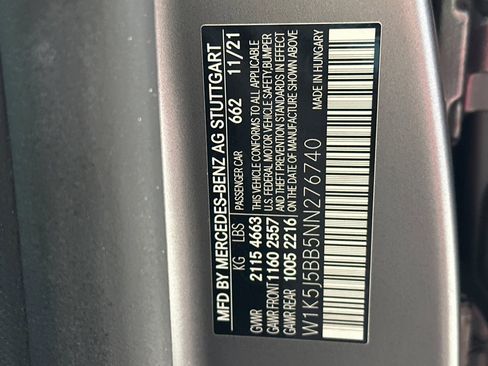 MFD BY MERCEDES-BENZ AG STUTTGART
PASSENGER CAR 662 11/21
KG LBS
GVWR 2115 4663
GAWR FRONT 1160 2557
GAWR REAR 1005 2216
THIS VEHICLE CONFORMS TO ALL APPLICABLE
U.S. FEDERAL MOTOR VEHICLE SAFETY/BUMPER
AND THEFT PREVENTION STANDARDS IN EFFECT
ON DATE OF MANUFACTURE SHOWN ABOVE
MADE IN HUNGARY
W1K5J5BB5NN276740